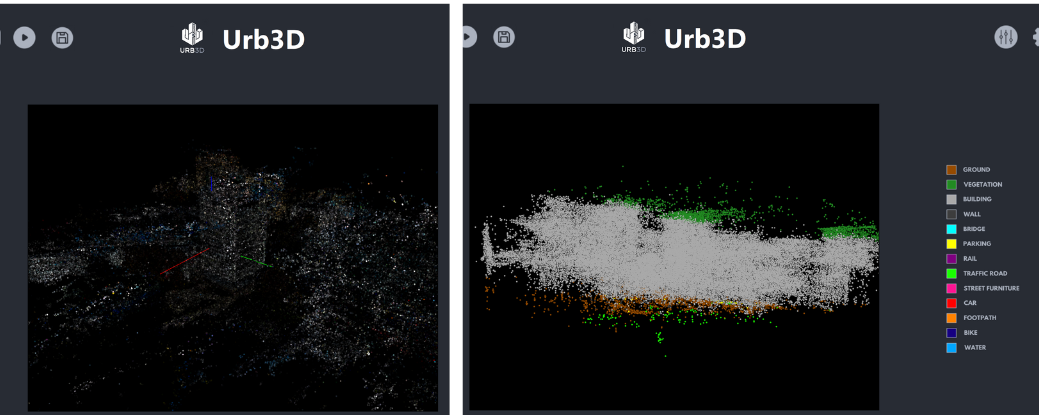 URB3D
Urb3D
URB3D
Urb3D
GROUND
VEGETATION
BUILDING
WALL
BRIDGE
PARKING
RAIL
TRAFFIC ROAD
STREET FURNITURE
CAR
FOOTPATH
BIKE
WATER